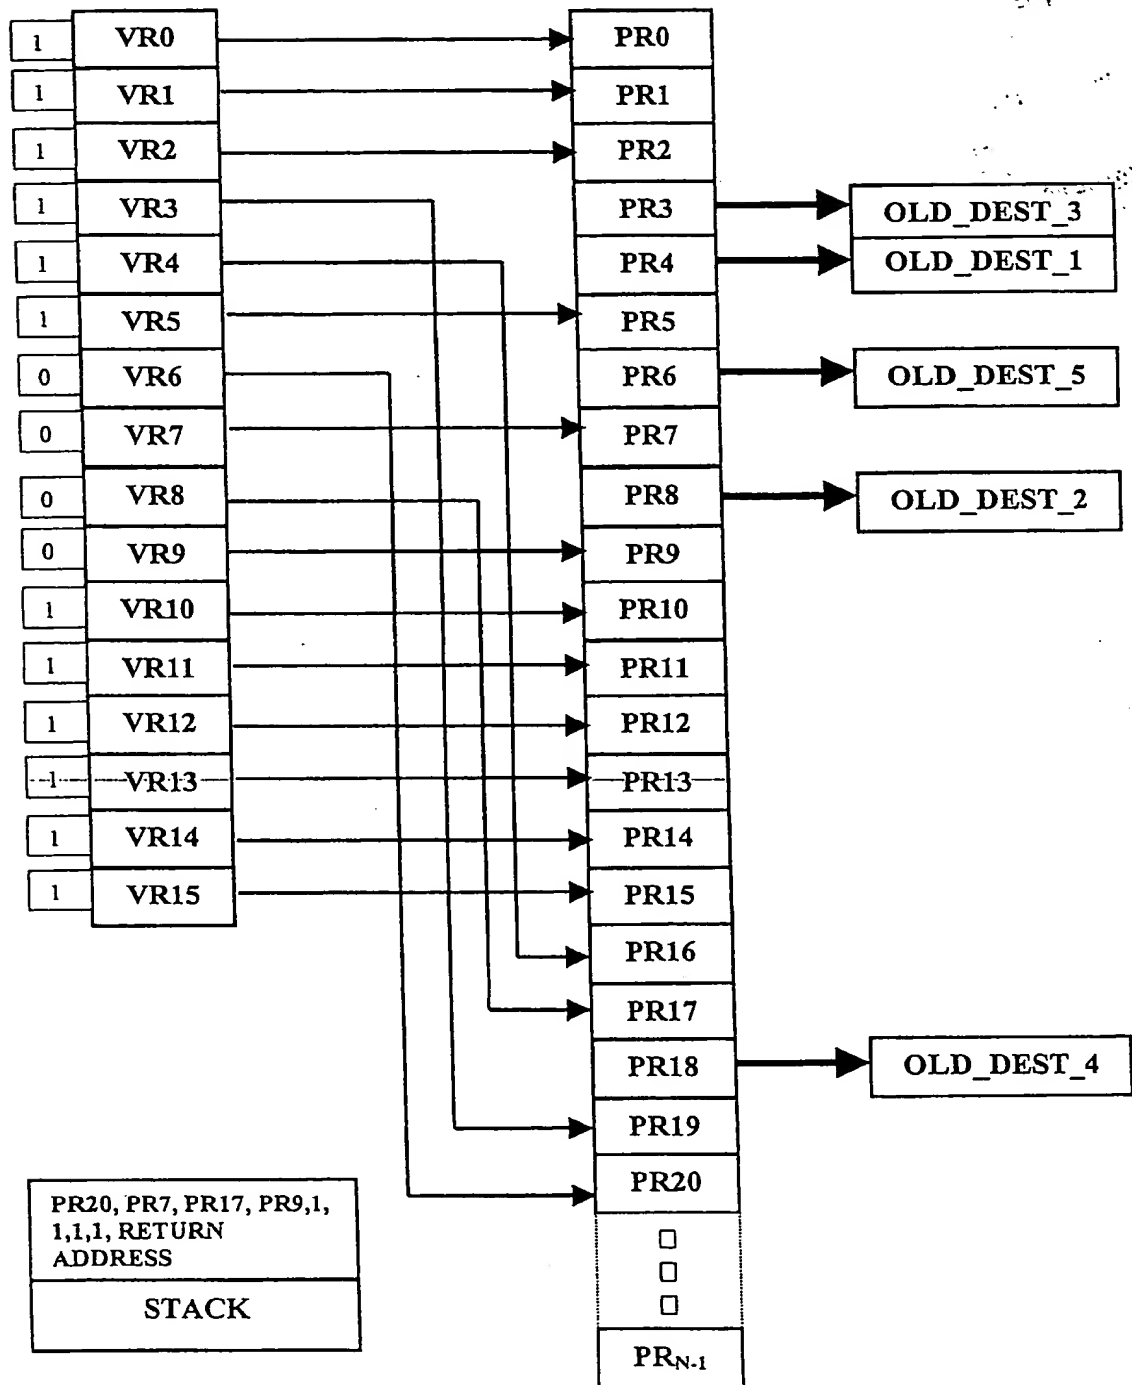 1 VR0 PR0
1 VR1 PR1
1 VR2 PR2
1 VR3 PR3 OLD_DEST_3
1 VR4 PR4 OLD_DEST_1
1 VR5 PR5
0 VR6 PR6 OLD_DEST_5
0 VR7 PR7
0 VR8 PR8 OLD_DEST_2
0 VR9 PR9
1 VR10 PR10
1 VR11 PR11
1 VR12 PR12
1 VR13 PR13
1 VR14 PR14
1 VR15 PR15
PR16
PR17
PR18 OLD_DEST_4
PR19
PR20
PR20, PR7, PR17, PR9,1,
1,1,1, RETURN
ADDRESS
STACK
PRN-1